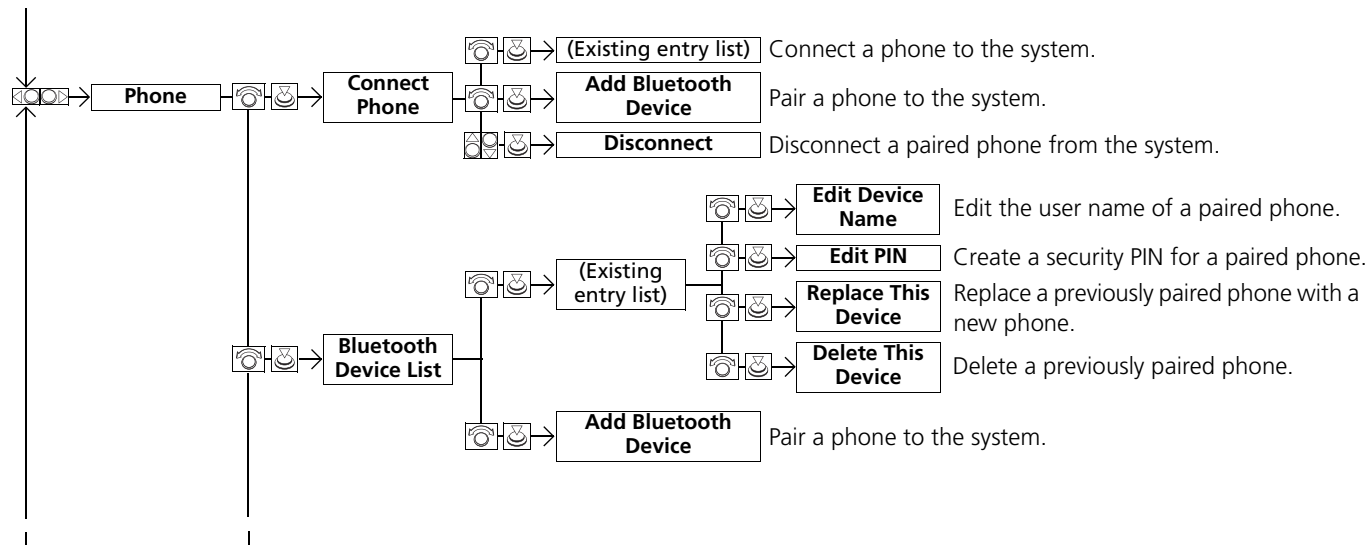 (Existing entry list) Connect a phone to the system.
Phone
Connect
Phone
Add Bluetooth
Device
Pair a phone to the system.
Disconnect
Disconnect a paired phone from the system.
Edit Device
Name
Edit the user name of a paired phone.
Edit PIN
Create a security PIN for a paired phone.
(Existing
entry list)
Replace This
Device
Replace a previously paired phone with a
new phone.
Bluetooth
Device List
Delete This
Device
Delete a previously paired phone.
Add Bluetooth
Device
Pair a phone to the system.